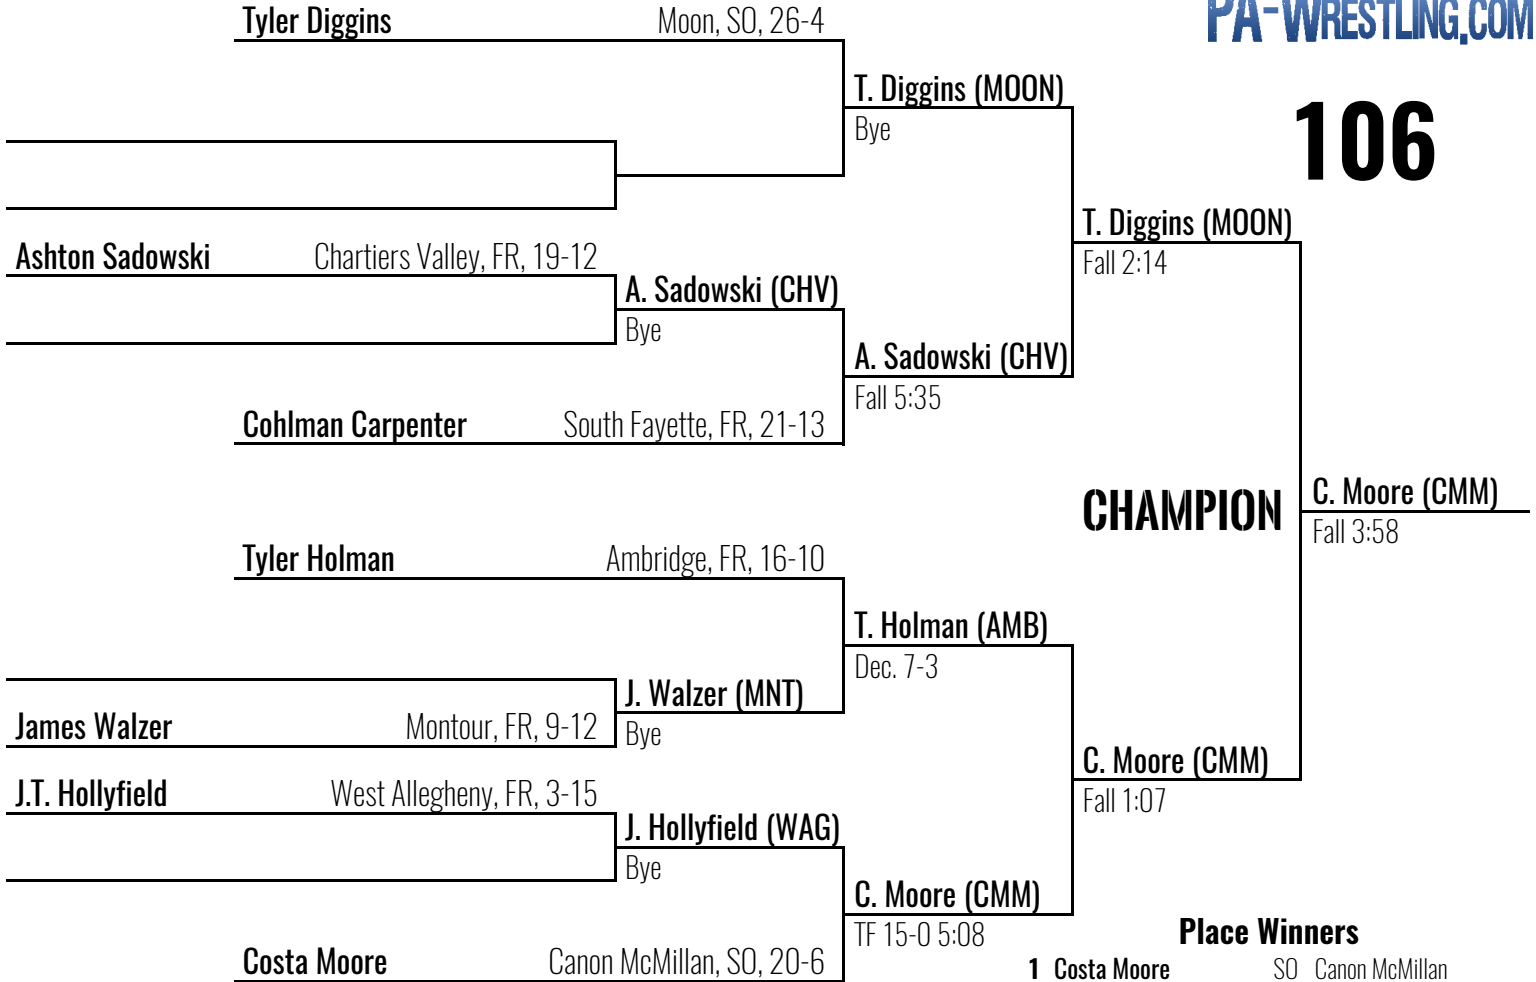 Tyler Diggins Moon, SO, 26-4
PA-WRESTLING.COM
T. Diggins (MOON)
Bye
106
T. Diggins (MOON)
Fall 2:14
Ashton Sadowski Chartiers Valley, FR, 19-12
A. Sadowski (CHV)
Bye
A. Sadowski (CHV)
Fall 5:35
Cohlman Carpenter South Fayette, FR, 21-13
CHAMPION
C. Moore (CMM)
Fall 3:58
Tyler Holman Ambridge, FR, 16-10
T. Holman (AMB)
Dec. 7-3
J. Walzer (MNT)
Bye
James Walzer Montour, FR, 9-12
C. Moore (CMM)
Fall 1:07
J.T. Hollyfield West Allegheny, FR, 3-15
J. Hollyfield (WAG)
Bye
C. Moore (CMM)
TF 15-0 5:08
Place Winners
Costa Moore Canon McMillan, SO, 20-6
1 Costa Moore SO Canon McMillan